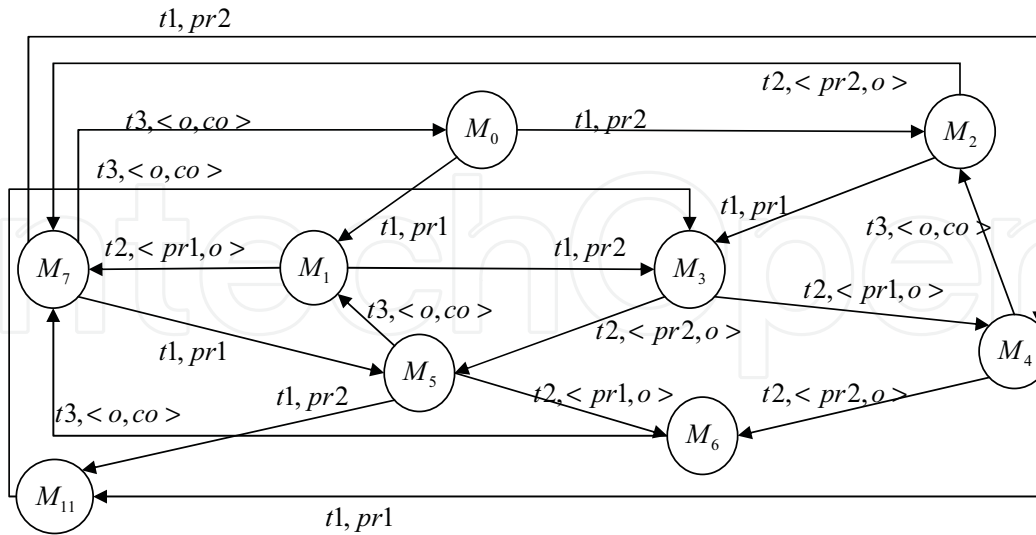 t1, pr2
t2, < pr2, o >
t3, < o, co >
M0
t1, pr2
M2
t3, < o, co >
t1, pr1
t1, pr1
t3, < o, co >
t2, < pr1, o >
t1, pr2
M7
M1
M3
t2, < pr1, o >
t3, < o, co >
t2, < pr2, o >
t1, pr1
M4
M5
t1, pr2
t2, < pr1, o >
t2, < pr2, o >
t3, < o, co >
M6
M11
t1, pr1